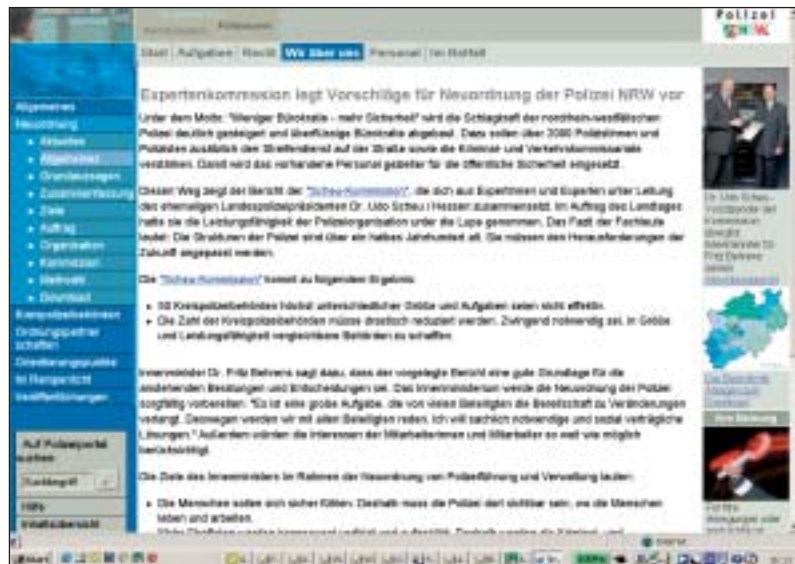 Polizei
NRW
Start Aufgaben Recht Wir über uns Personal Im Notfall
Expertenkommission legt Vorschläge für Neuordnung der Polizei NRW vor
Unter dem Motto: "Weniger Bürokratie - mehr Sicherheit" wird die Schlagkraft der nordrhein-westfälischen
Polizei deutlich gesteigert und überflüssige Bürokratie abgebaut. Dazu sollen über 2000 Polizistinnen und
Polizisten zusätzlich den Streifendienst auf der Straße sowie die Kriminal- und Verkehrskommissariate
verstärken. Damit wird das vorhandene Personal gezielter für die öffentliche Sicherheit eingesetzt.
Diesen Weg zeigt der Bericht der "Scheu-Kommission", die sich aus Expertinnen und Experten unter Leitung
des ehemaligen Landespolizeipräsidenten Dr. Udo Scheu / Hessen zusammensetzt. Im Auftrag des Landtages
hatte sie die Leistungsfähigkeit der Polizeiorganisation unter die Lupe genommen. Das Fazit der Fachleute
lautet: Die Strukturen der Polizei sind über ein halbes Jahrhundert alt. Sie müssen den Herausforderungen der
Zukunft angepasst werden.
Die "Scheu-Kommission" kommt zu folgendem Ergebnis:
50 Kreispolizeibehörden höchst unterschiedlicher Größe und Aufgaben seien nicht effektiv.
Die Zahl der Kreispolizeibehörden müsse drastisch reduziert werden. Zwingend notwendig sei, in Größe
und Leistungsfähigkeit vergleichbare Behörden zu schaffen.
Innenminister Dr. Fritz Behrens sagt dazu, dass der vorgelegte Bericht eine gute Grundlage für die
anstehenden Beratungen und Entscheidungen sei. Das Innenministerium werde die Neuordnung der Polizei
sorgfältig vorbereiten. "Es ist eine große Aufgabe, die von vielen Beteiligten die Bereitschaft zu Veränderungen
verlangt. Deswegen werden wir mit allen Beteiligten reden. Ich will sachlich notwendige und sozial verträgliche
Lösungen." Außerdem würden die Interessen der Mitarbeiterinnen und Mitarbeiter so weit wie möglich
berücksichtigt.
Die Ziele des Innenministers im Rahmen der Neuordnung von Polizeiführung und Verwaltung lauten:
Die Menschen sollen sich sicher fühlen. Deshalb muss die Polizei dort sichtbar sein, wo die Menschen
leben und arbeiten.
Allgemeines
Neuordnung
Aktuelles
Allgemeines
Grundaussagen
Zusammenfassung
Ziele
Auftrag
Organisation
Kommission
Methodik
Download
Kreispolizeibehörden
Ordnungspartner
schaften
Orientierungspunkte
Im Rampenlicht
Veröffentlichungen
Auf Polizeiportal
suchen
Suchbegriff
Hilfe
Inhaltsübersicht
Dr. Udo Scheu -
Vorsitzender der
Kommission
übergibt
Innenminister Dr.
Fritz Behrens
seinen
Ihre Meinung
Start